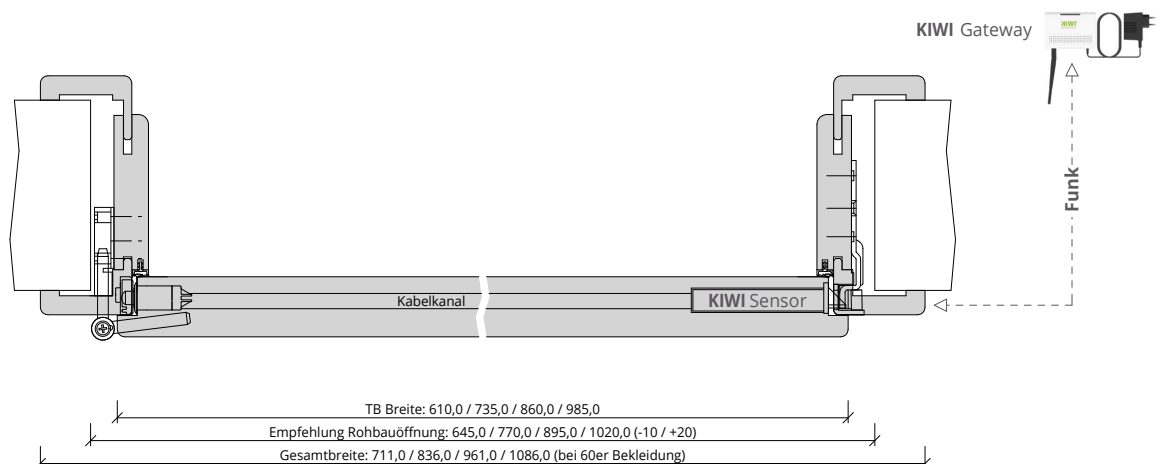 KIWI Gateway
KIWI
Funk
Kabelkanal
KIWI Sensor
TB Breite: 610,0 / 735,0 / 860,0 / 985,0
Empfehlung Rohbauöffnung: 645,0 / 770,0 / 895,0 / 1020,0 (-10 / +20)
Gesamtbreite: 711,0 / 836,0 / 961,0 / 1086,0 (bei 60er Bekleidung)